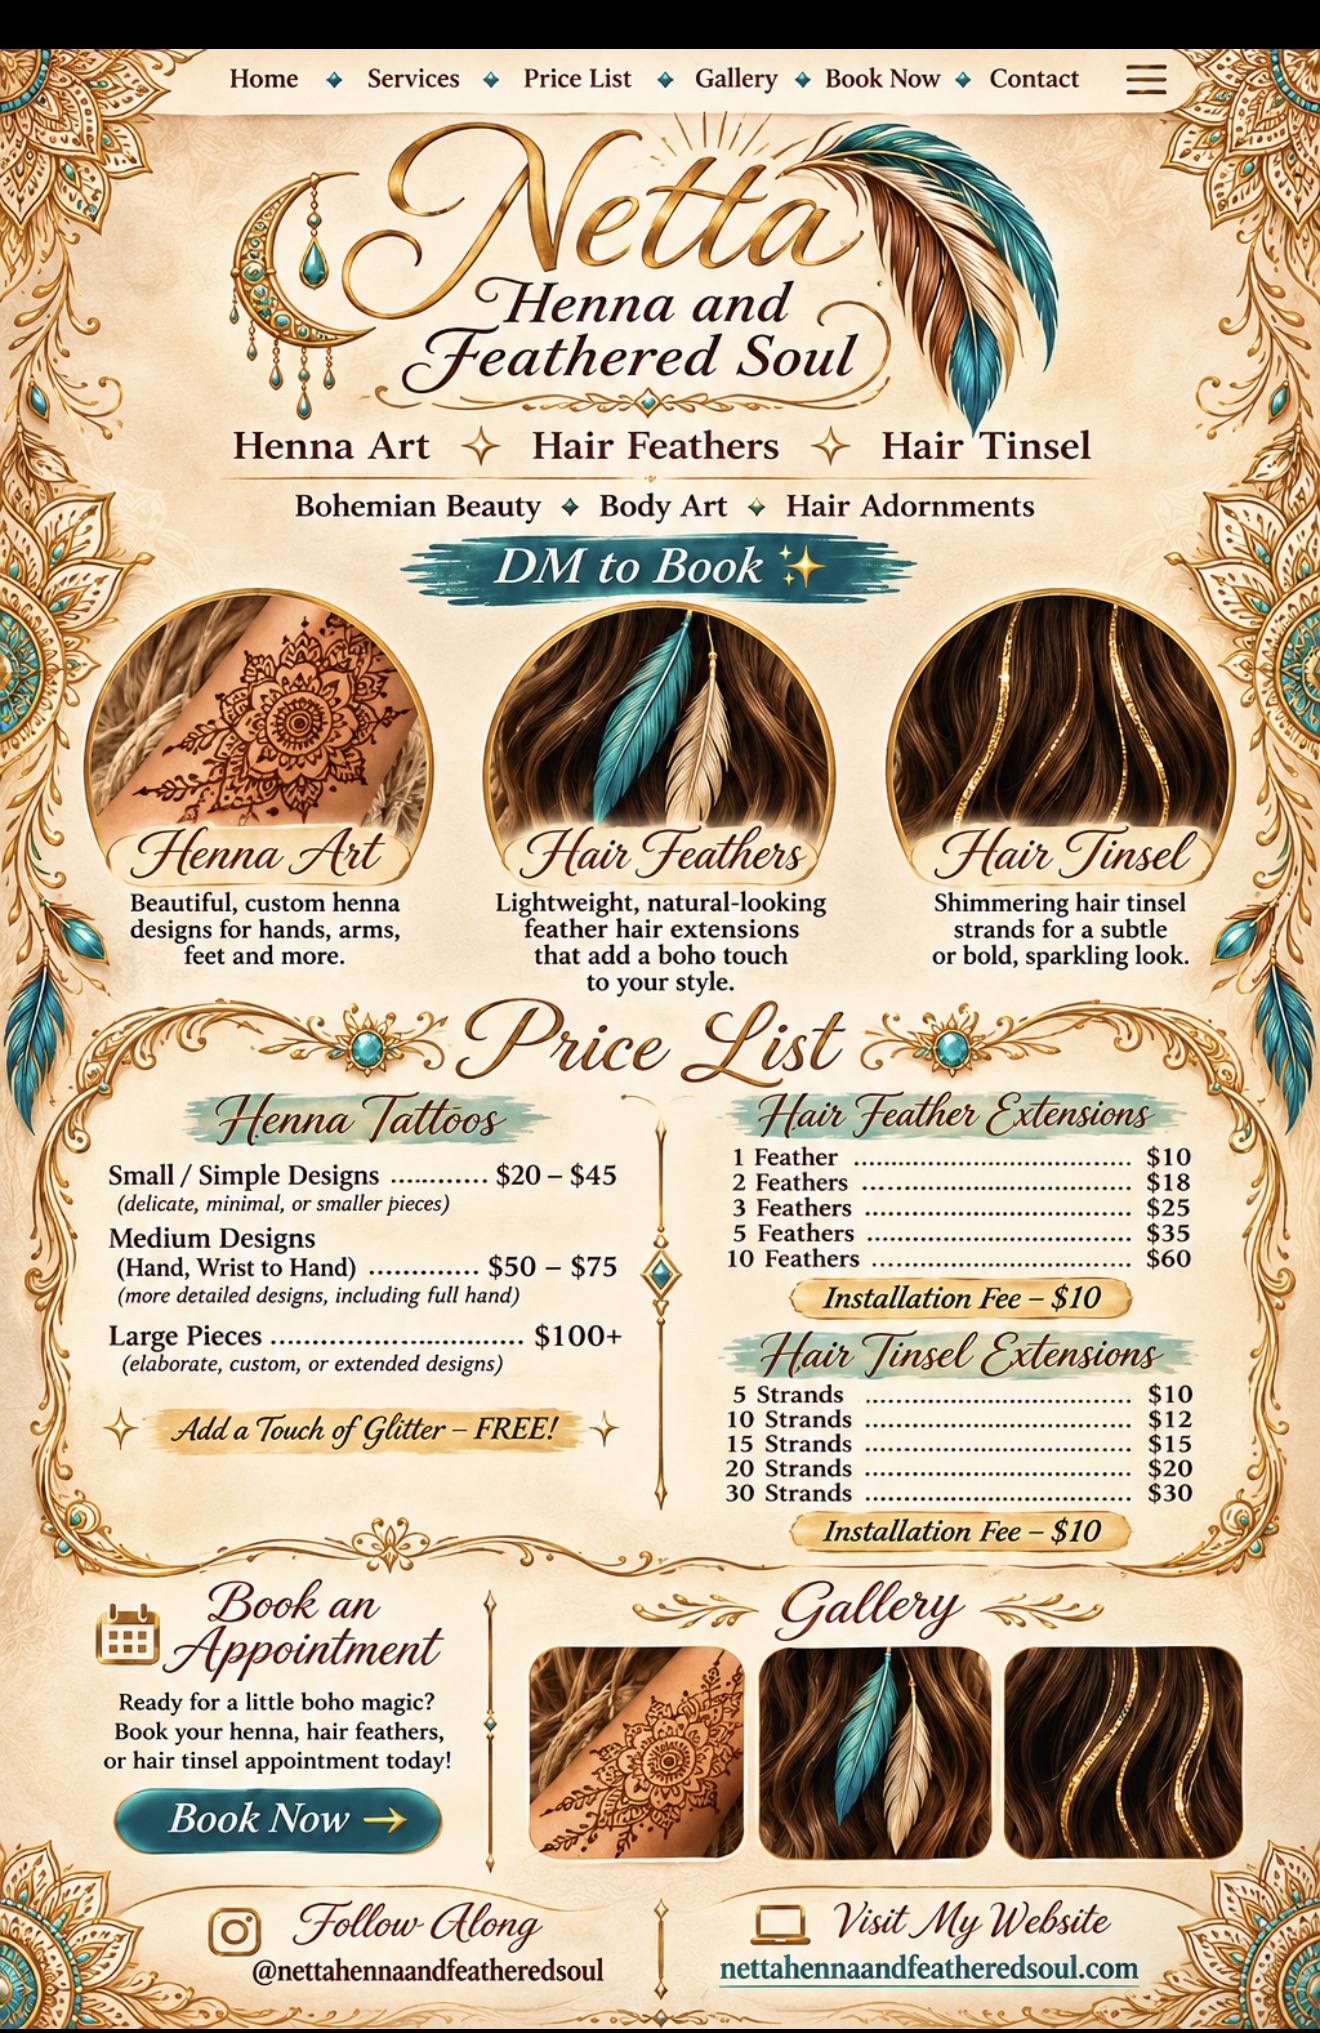 Home Services Price List Gallery Book Now Contact
Netta
Henna and
Feathered Soul
Henna Art Hair Feathers Hair Tinsel
Bohemian Beauty Body Art Hair Adornments
DM to Book
Henna Art
Beautiful, custom henna
designs for hands, arms,
feet and more.
Hair Feathers
Lightweight, natural-looking
feather hair extensions
that add a boho touch
to your style.
Hair Tinsel
Shimmering hair tinsel
strands for a subtle
or bold, sparkling look.
Price List
Henna Tattoos
Small / Simple Designs ............ $20 – $45
(delicate, minimal, or smaller pieces)
Medium Designs
(Hand, Wrist to Hand) ............. $50 – $75
(more detailed designs, including full hand)
Large Pieces ............................... $100+
(elaborate, custom, or extended designs)
Add a Touch of Glitter – FREE!
Hair Feather Extensions
1 Feather ..................................... $10
2 Feathers .................................... $18
3 Feathers .................................... $25
5 Feathers .................................... $35
10 Feathers ................................... $60
Installation Fee – $10
Hair Tinsel Extensions
5 Strands .................................... $10
10 Strands .................................... $12
15 Strands .................................... $15
20 Strands .................................... $20
30 Strands .................................... $30
Installation Fee – $10
Book an
Appointment
Ready for a little boho magic?
Book your henna, hair feathers,
or hair tinsel appointment today!
Book Now →
Gallery
Follow Along
@nettahennaandfeatheredsoul
Visit My Website
nettahennaandfeatheredsoul.com